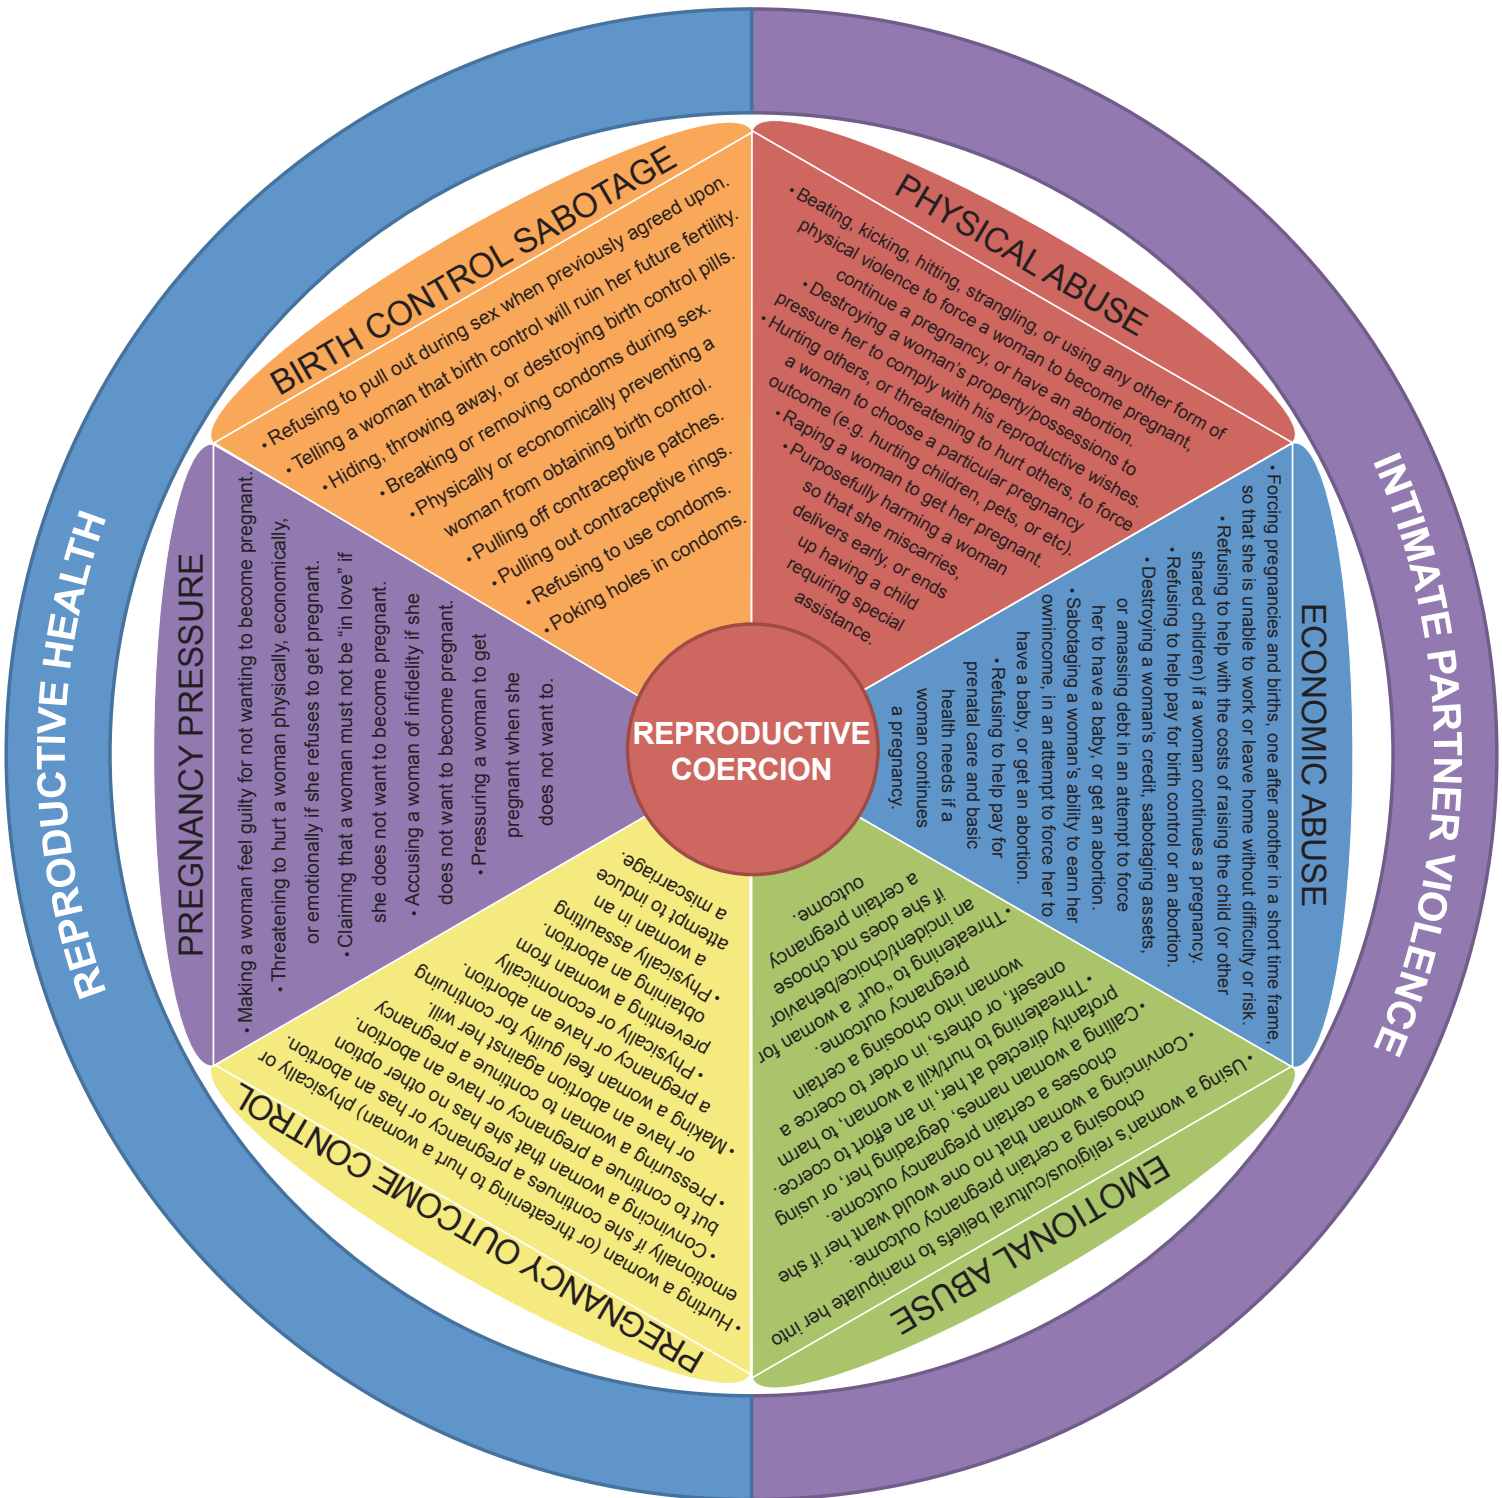 REPRODUCTIVE HEALTH
INTIMATE PARTNER VIOLENCE
REPRODUCTIVE
COERCION
BIRTH CONTROL SABOTAGE
• Refusing to pull out during sex when previously agreed upon.
• Telling a woman that birth control will ruin her future fertility.
• Hiding, throwing away, or destroying birth control pills.
• Breaking or removing condoms during sex.
• Physically or economically preventing a
woman from obtaining birth control.
• Pulling off contraceptive patches.
• Pulling out contraceptive rings.
• Refusing to use condoms.
• Poking holes in condoms.
PHYSICAL ABUSE
• Beating, kicking, hitting, strangling, or using any other form of
physical violence to force a woman to become pregnant,
continue a pregnancy, or have an abortion.
• Destroying a woman's property/possessions to
pressure her to comply with his reproductive wishes.
• Hurting others, or threatening to hurt others, to force
a woman to choose a particular pregnancy
outcome (e.g. hurting children, pets, or etc).
• Raping a woman to get her pregnant.
• Purposefully harming a woman
so that she miscarries,
delivers early, or ends
up having a child
requiring special
assistance.
ECONOMIC ABUSE
• Forcing pregnancies and births, one after another in a short time frame,
so that she is unable to work or leave home without difficulty or risk.
• Refusing to help with the costs of raising the child (or other
shared children) if a woman continues a pregnancy.
• Refusing to help pay for birth control or an abortion.
• Destroying a woman's credit, sabotaging assets,
or amassing debt in an attempt to force
her to have a baby, or get an abortion.
• Sabotaging a woman's ability to earn her
ownincome, in an attempt to force her to
have a baby, or get an abortion.
• Refusing to help pay for
prenatal care and basic
health needs if a
woman continues
a pregnancy.
EMOTIONAL ABUSE
• Using a woman's religious/cultural beliefs to manipulate her into
choosing a certain pregnancy outcome.
• Convincing a woman that no one would want her if she
chooses a certain pregnancy outcome.
• Calling a woman names, degrading her, or using
profanity directed at her, in an effort to coerce.
• Threatening to hurt/kill a woman, to harm
oneself, or others, in order to coerce a
woman into choosing a certain
pregnancy outcome.
• Threatening to "out" a woman for
an incident/choice/behavior
if she does not choose
a certain pregnancy
outcome.
PREGNANCY OUTCOME CONTROL
• Hurting a woman (or threatening to hurt a woman) physically or
emotionally if she continues a pregnancy or has an abortion.
• Convincing a woman that she has no other option
but to continue a pregnancy or have an abortion.
• Pressuring a woman to continue a pregnancy
or have an abortion against her will.
• Making a woman feel guilty for continuing
a pregnancy or have an abortion.
• Physically or economically
preventing a woman from
obtaining an abortion.
• Physically assaulting
a woman in an
attempt to induce
a miscarriage.
PREGNANCY PRESSURE
• Making a woman feel guilty for not wanting to become pregnant.
• Threatening to hurt a woman physically, economically,
or emotionally if she refuses to get pregnant.
• Claiming that a woman must not be “in love” if
she does not want to become pregnant.
• Accusing a woman of infidelity if she
does not want to become pregnant.
• Pressuring a woman to get
pregnant when she
does not want to.